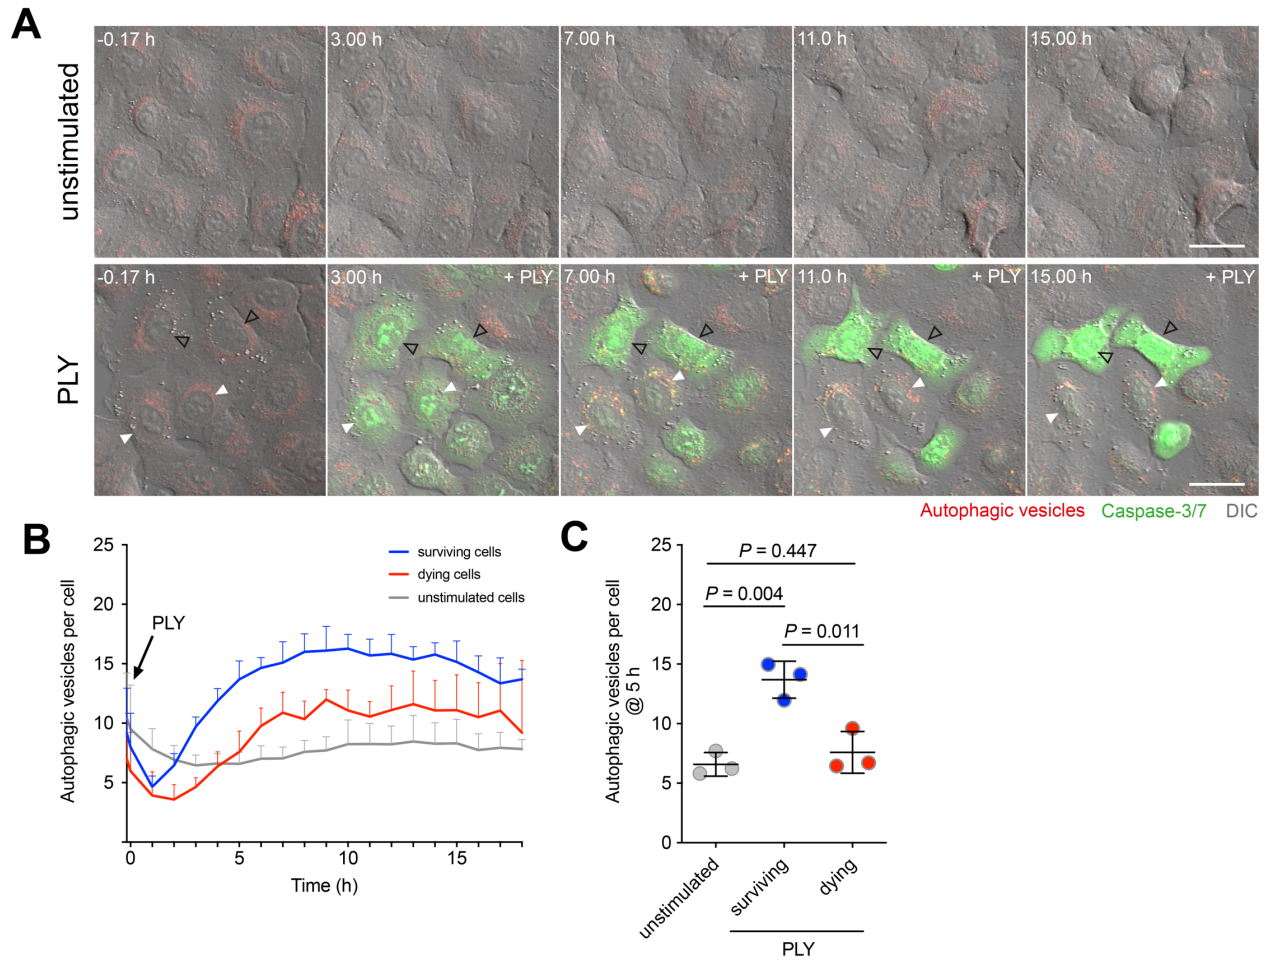 A
unstimulated
-0.17 h
3.00 h
7.00 h
11.0 h
15.00 h
PLY
-0.17 h
3.00 h + PLY
7.00 h + PLY
11.0 h + PLY
15.00 h + PLY
Autophagic vesicles Caspase-3/7 DIC
B
Autophagic vesicles per cell
25
20
15
10
5
PLY
surviving cells
dying cells
unstimulated cells
0 5 10 15
Time (h)
C
Autophagic vesicles per cell
@ 5 h
25
20
15
10
5
0
P = 0.447
P = 0.004
P = 0.011
unstimulated
surviving
dying
PLY